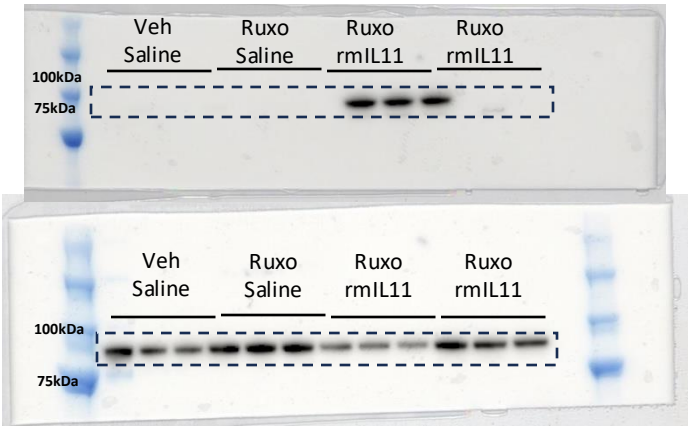 Veh Ruxo Ruxo Ruxo
Saline Saline rmIL11 rmIL11
100kDa
75kDa
Veh Ruxo Ruxo Ruxo
Saline Saline rmIL11 rmIL11
100kDa
75kDa